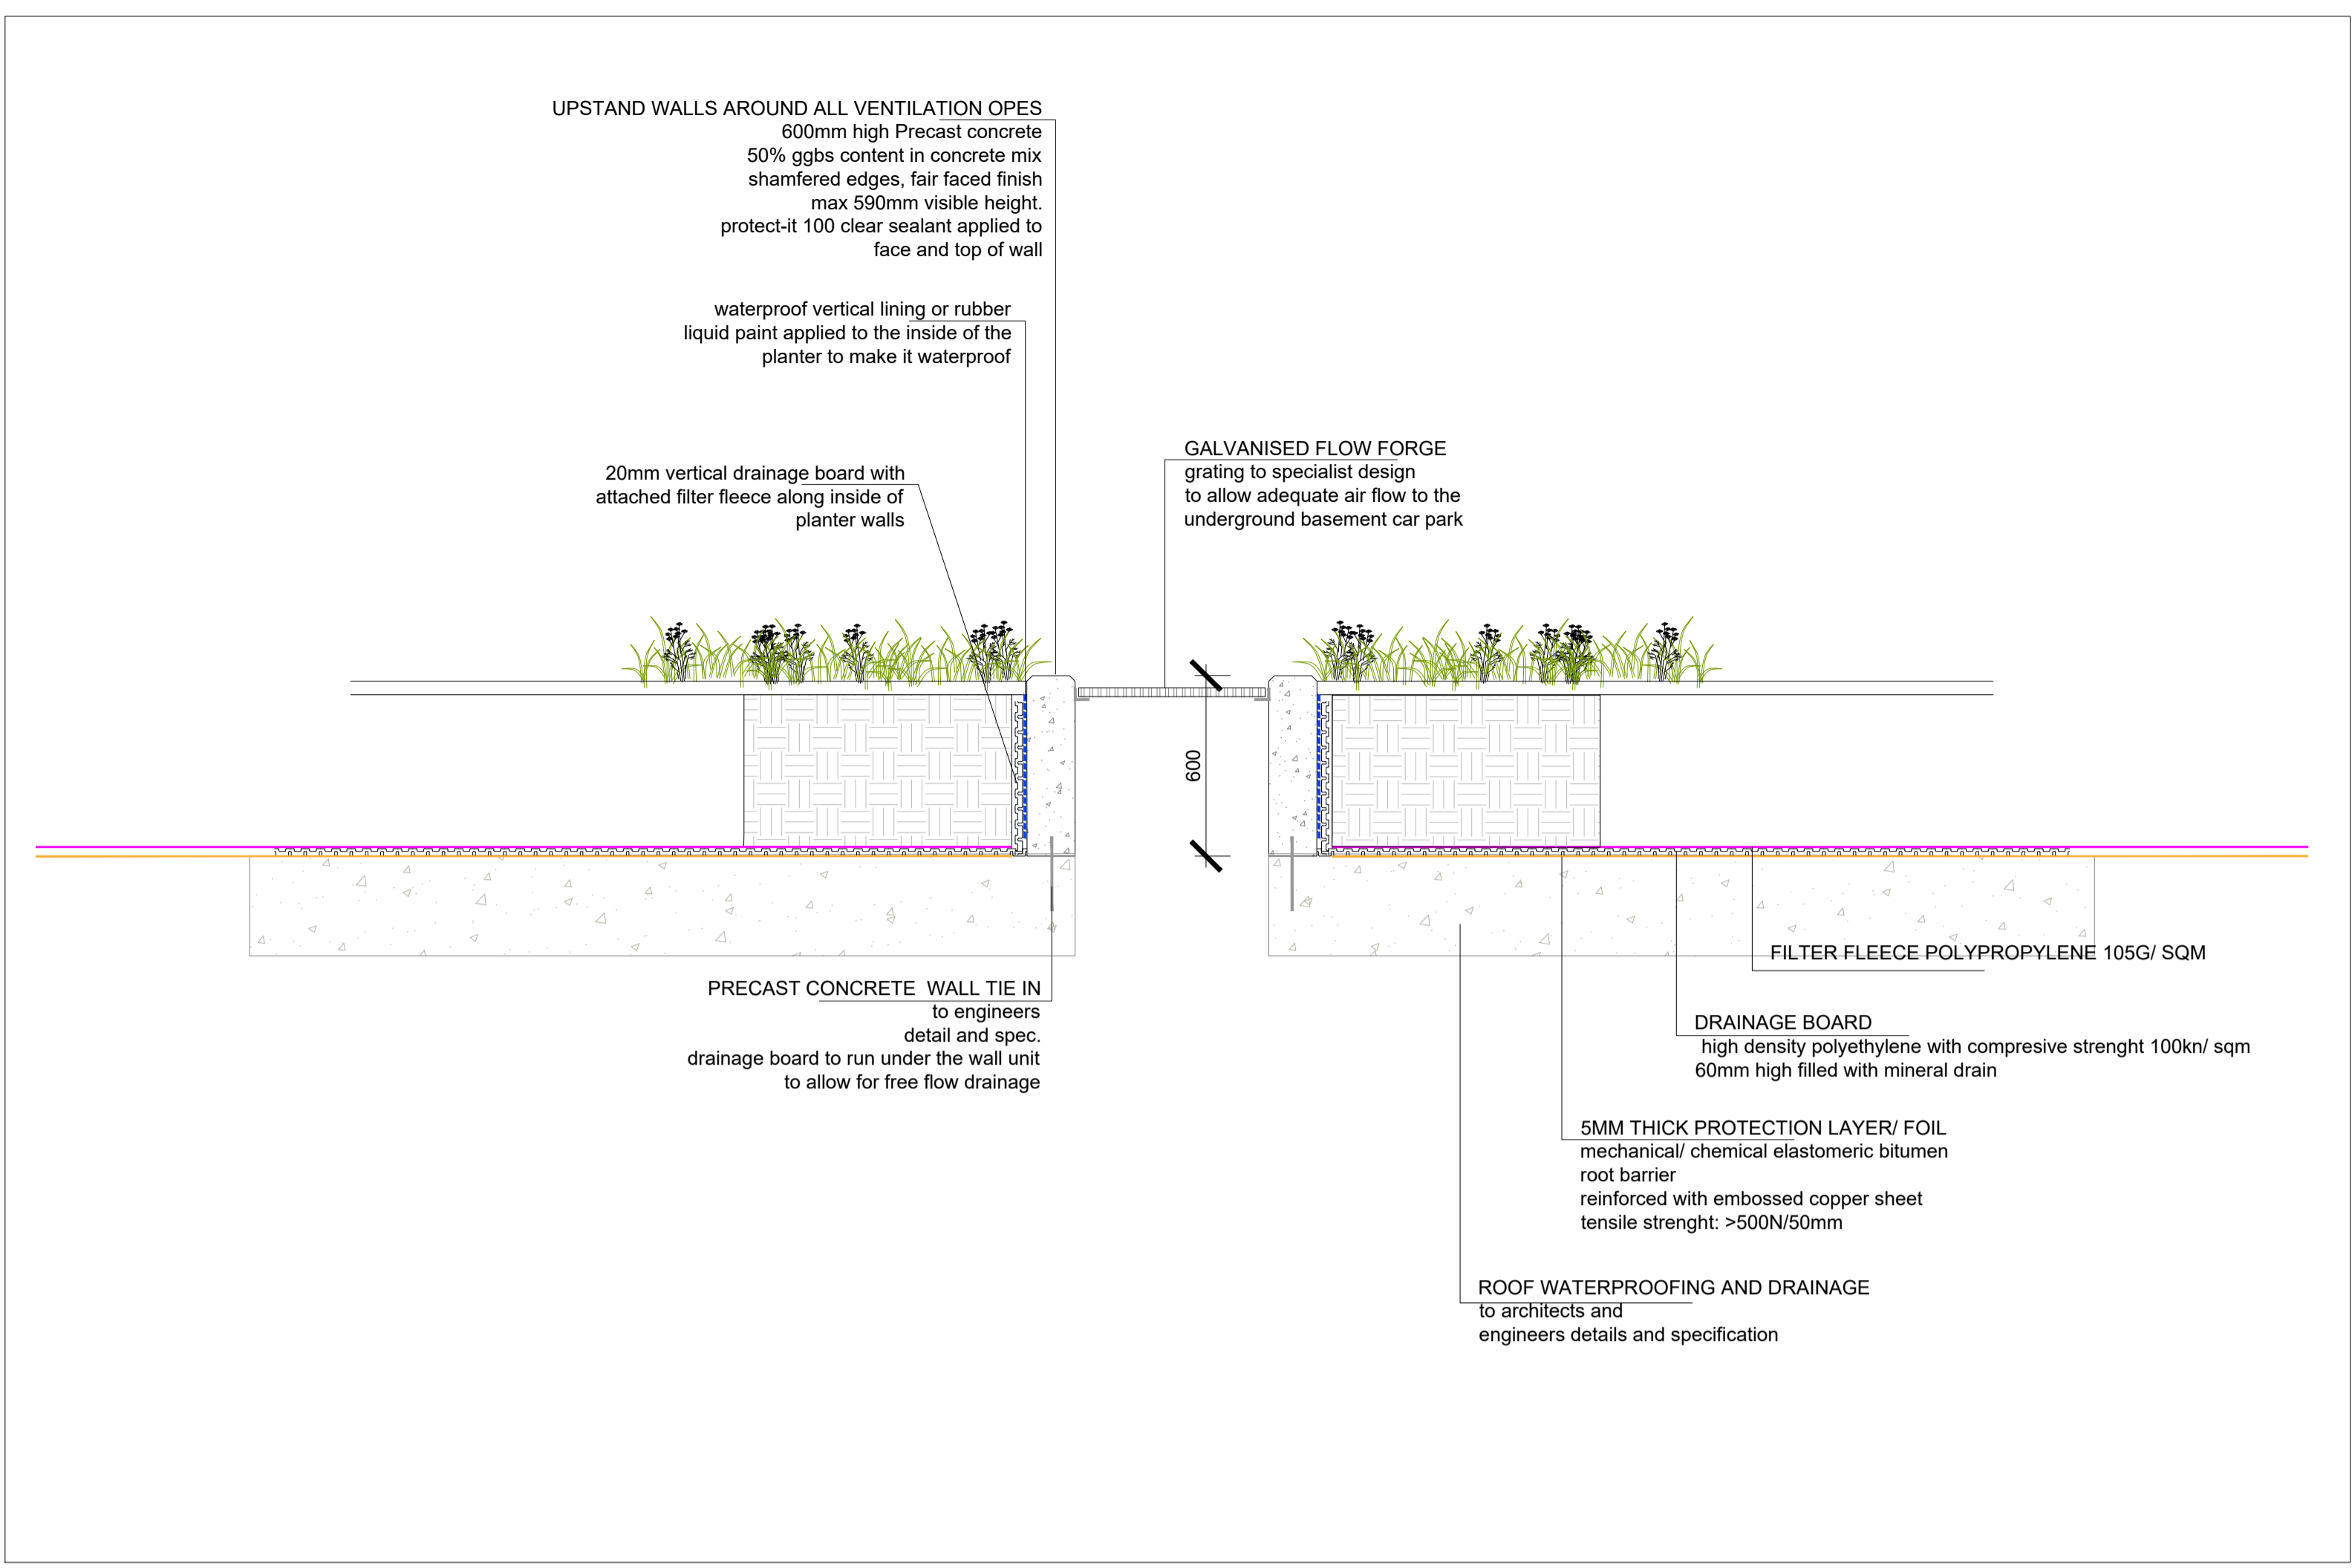 UPSTAND WALLS AROUND ALL VENTILATION OPES
600mm high Precast concrete
50% ggbs content in concrete mix
shamfered edges, fair faced finish
max 590mm visible height.
protect-it 100 clear sealant applied to
face and top of wall
waterproof vertical lining or rubber
liquid paint applied to the inside of the
planter to make it waterproof
20mm vertical drainage board with
attached filter fleece along inside of
planter walls
GALVANISED FLOW FORGE
grating to specialist design
to allow adequate air flow to the
underground basement car park
600
PRECAST CONCRETE  WALL TIE IN
to engineers
detail and spec.
drainage board to run under the wall unit
to allow for free flow drainage
FILTER FLEECE POLYPROPYLENE 105G/ SQM
DRAINAGE BOARD
high density polyethylene with compresive strenght 100kn/ sqm
60mm high filled with mineral drain
5MM THICK PROTECTION LAYER/ FOIL
mechanical/ chemical elastomeric bitumen
root barrier
reinforced with embossed copper sheet
tensile strenght: >500N/50mm
ROOF WATERPROOFING AND DRAINAGE
to architects and
engineers details and specification